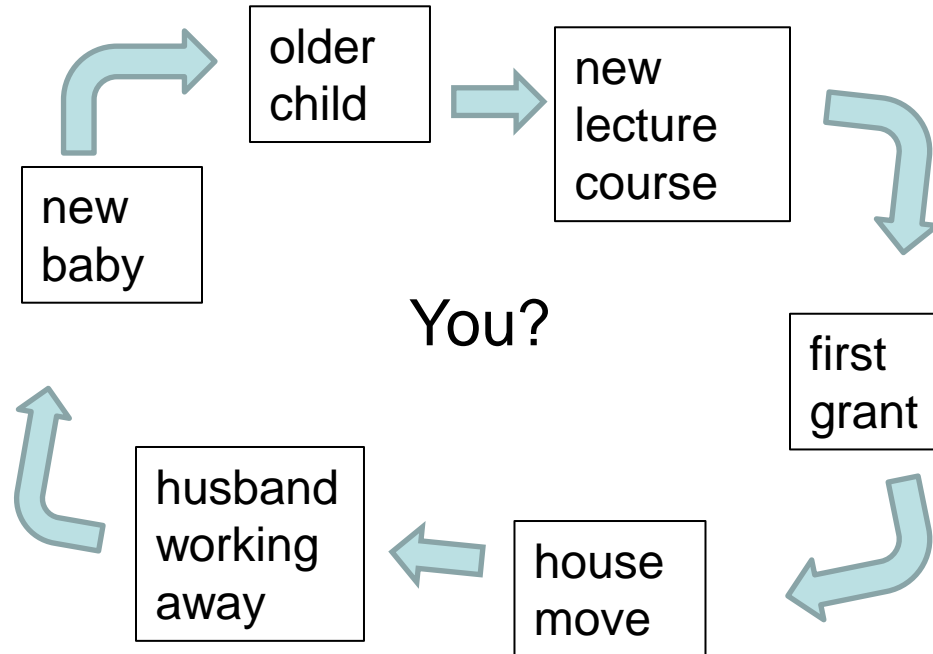 older
child
new
lecture
course
new
baby
You?
first
grant
husband
working
away
house
move